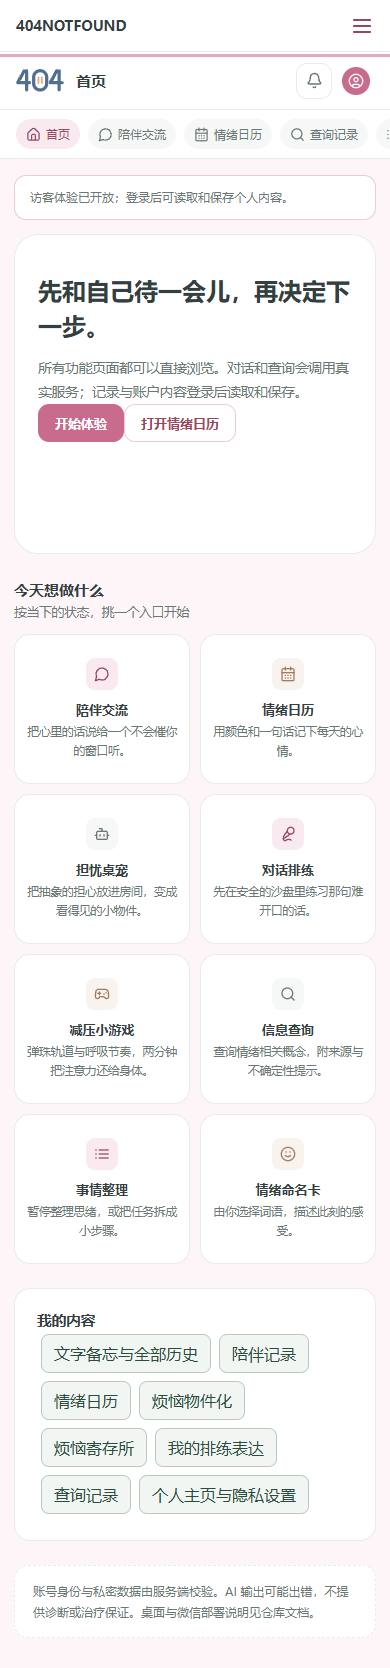 404NOTFOUND
404 首页
首页 陪伴交流 情绪日历 查询记录
访客体验已开放；登录后可读取和保存个人内容。
先和自己待一会儿，再决定下
一步。
所有功能页面都可以直接浏览。对话和查询会调用真
实服务；记录与账户内容登录后读取和保存。
开始体验 打开情绪日历
今天想做什么
按当下的状态，挑一个入口开始
陪伴交流
把心里的话说给一个不会催你
的窗口听。
情绪日历
用颜色和一句话记下每天的心
情。
担忧桌宠
把抽象的担心放进房间，变成
看得见的小物件。
对话排练
先在安全的沙盘里练习那句难
开口的话。
减压小游戏
弹珠轨道与呼吸节奏，两分钟
把注意力还给身体。
信息查询
查询情绪相关概念，附来源与
不确定性提示。
事情整理
暂停整理思绪，或把任务拆成
小步骤。
情绪命名卡
由你选择词语，描述此刻的感
受。
我的内容
文字备忘与全部历史 陪伴记录
情绪日历 烦恼物件化
烦恼寄存所 我的排练表达
查询记录 个人主页与隐私设置
账号身份与私密数据由服务端校验。AI 输出可能出错，不提
供诊断或治疗保证。桌面与微信部署说明见仓库文档。